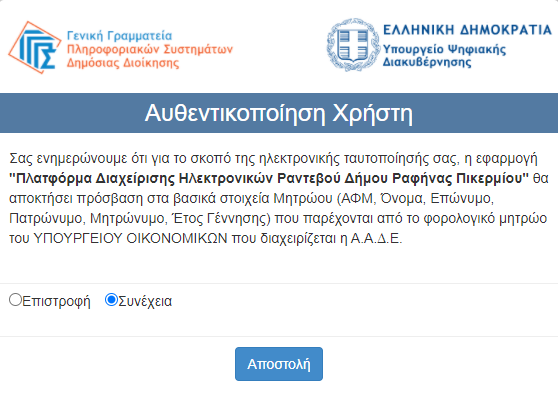 Γενική Γραμματεία
Πληροφοριακών Συστημάτων
Δημόσιας Διοίκησης
ΕΛΛΗΝΙΚΗ ΔΗΜΟΚΡΑΤΙΑ
Υπουργείο Ψηφιακής
Διακυβέρνησης
Αυθεντικοποίηση Χρήστη
Σας ενημερώνουμε ότι για το σκοπό της ηλεκτρονικής ταυτοποίησής σας, η εφαρμογή
"Πλατφόρμα Διαχείρισης Ηλεκτρονικών Ραντεβού Δήμου Ραφήνας Πικερμίου" θα
αποκτήσει πρόσβαση στα βασικά στοιχεία Μητρώου (ΑΦΜ, Όνομα, Επώνυμο,
Πατρώνυμο, Μητρώνυμο, Έτος Γέννησης) που παρέχονται από το φορολογικό μητρώο
του ΥΠΟΥΡΓΕΙΟΥ ΟΙΚΟΝΟΜΙΚΩΝ που διαχειρίζεται η Α.Α.Δ.Ε.
Επιστροφή Συνέχεια
Αποστολή